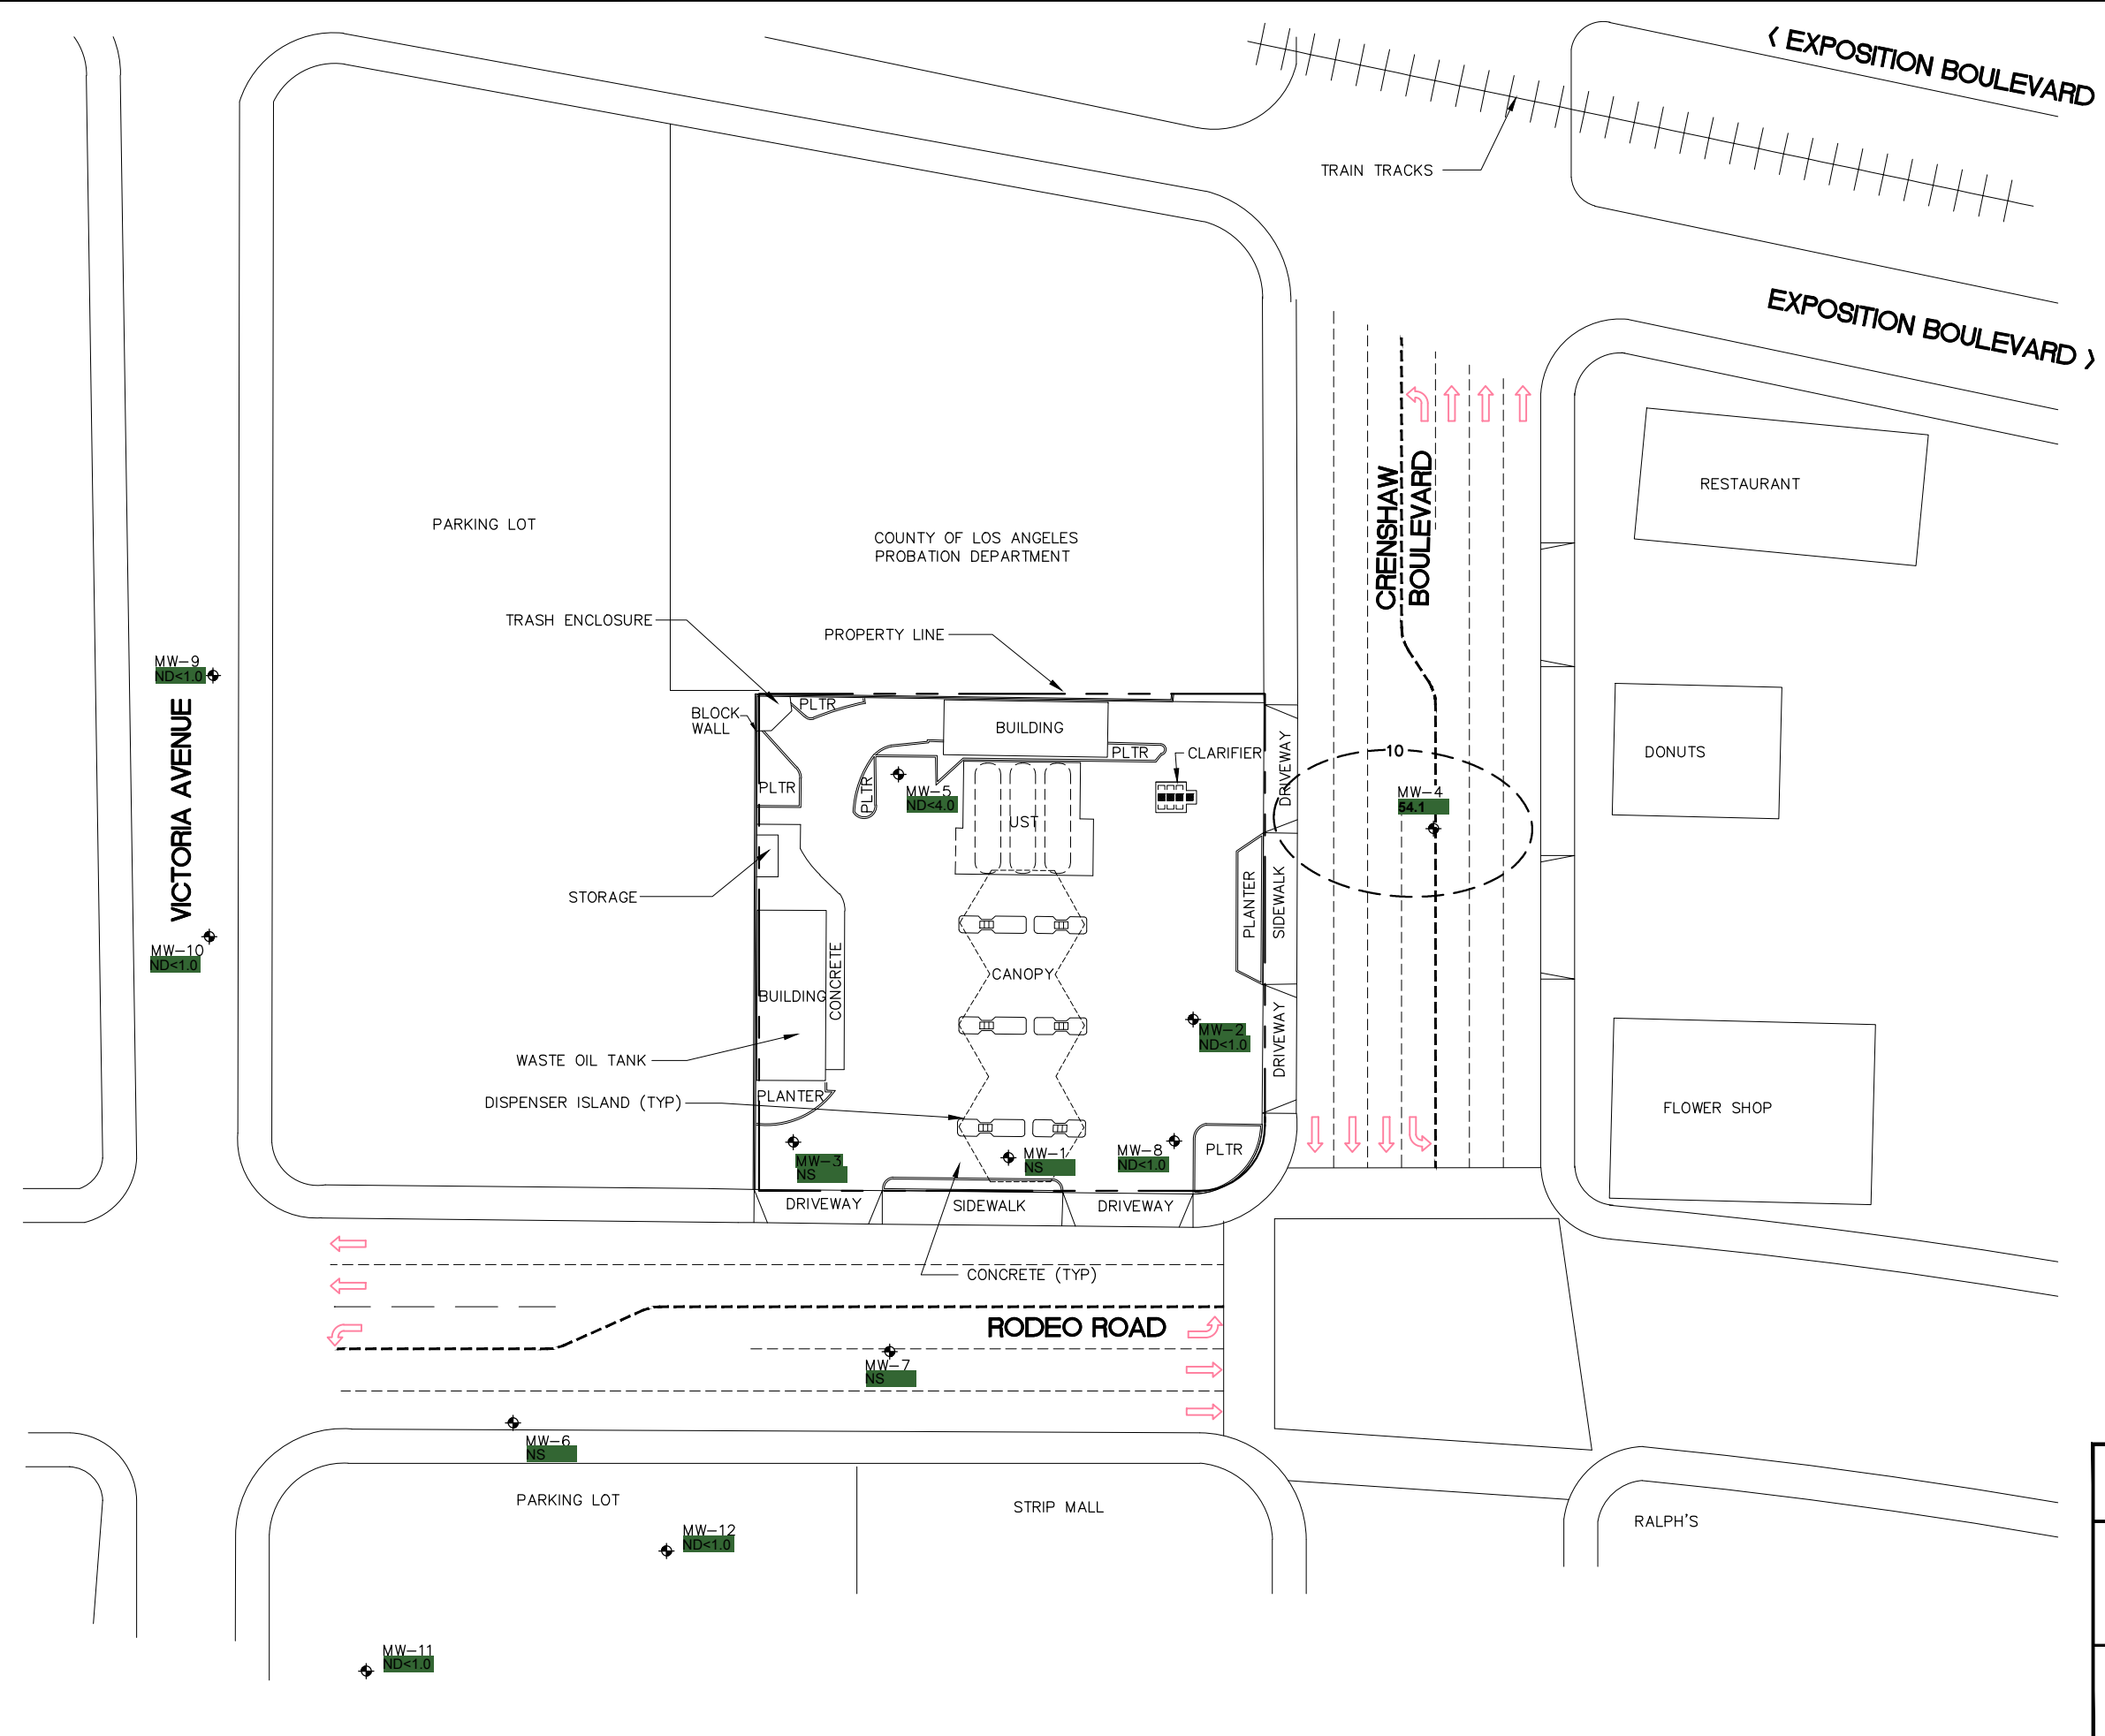 < EXPOSITION BOULEVARD
TRAIN TRACKS
EXPOSITION BOULEVARD >
CRENSHAW
BOULEVARD
RESTAURANT
PARKING LOT
COUNTY OF LOS ANGELES
PROBATION DEPARTMENT
TRASH ENCLOSURE
PROPERTY LINE
MW-9
ND<1.0
VICTORIA AVENUE
BLOCK
WALL
PLTR
BUILDING
PLTR
CLARIFIER
DRIVEWAY
10
DONUTS
PLTR
PLTR
MW-5
ND<4.0
UST
MW-4
54.1
STORAGE
PLANTER
SIDEWALK
MW-10
ND<1.0
CONCRETE
CANOPY
BUILDING
MW-2
ND<1.0
DRIVEWAY
WASTE OIL TANK
PLANTER
DISPENSER ISLAND (TYP)
FLOWER SHOP
MW-3
NS
MW-1
NS
MW-8
ND<1.0
PLTR
DRIVEWAY
SIDEWALK
DRIVEWAY
CONCRETE (TYP)
RODEO ROAD
MW-7
NS
MW-6
NS
PARKING LOT
STRIP MALL
RALPH'S
MW-12
ND<1.0
MW-11
ND<1.0